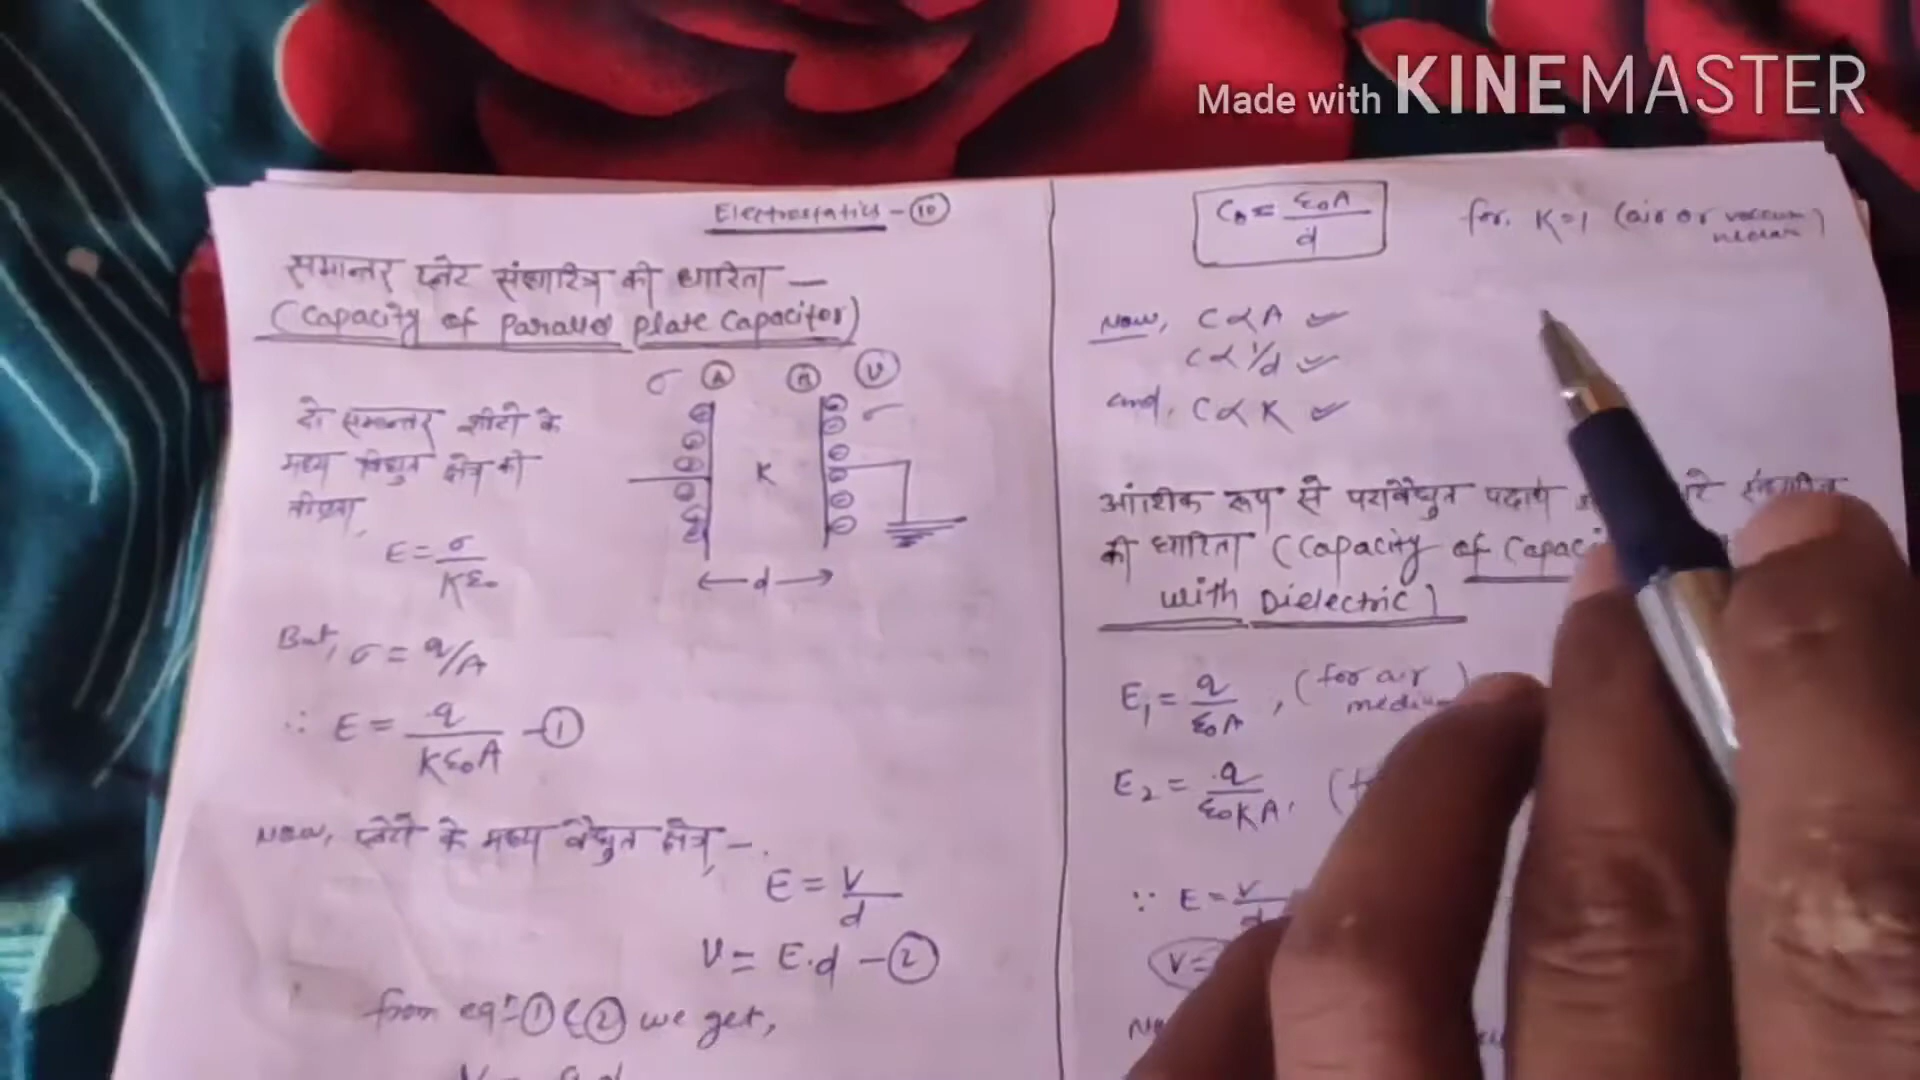 Made with KINEMASTER
Electrostatics - 10
समान्तर प्लेट संधारित्र की धारिता —
(Capacity of Parallel Plate Capacitor)
σ A B V
दो समान्तर प्लेटो के
σ
मध्य विद्युत क्षेत्र की
K
तीव्रता,
E = σ/Kε₀
← d →
But, σ = q/A
∴ E = q/Kε₀A - ①
Now, प्लेटो के मध्य वैद्युत क्षेत्र, -
E = V/d
V = E.d - ②
from eqⁿ - ① & ② we get,
C₀ = ε₀A/d
for, K=1 (air or vaccum
medium)
Now, C ∝ A ✓
C ∝ 1/d ✓
and, C ∝ K ✓
आंशिक रूप से परावैद्युत पदार्थ
की धारिता (Capacity of Capaci
with Dielectric)
E₁ = q/ε₀A , (for air
medium
E₂ = q/ε₀KA, (f
∵ E = V/d
V =